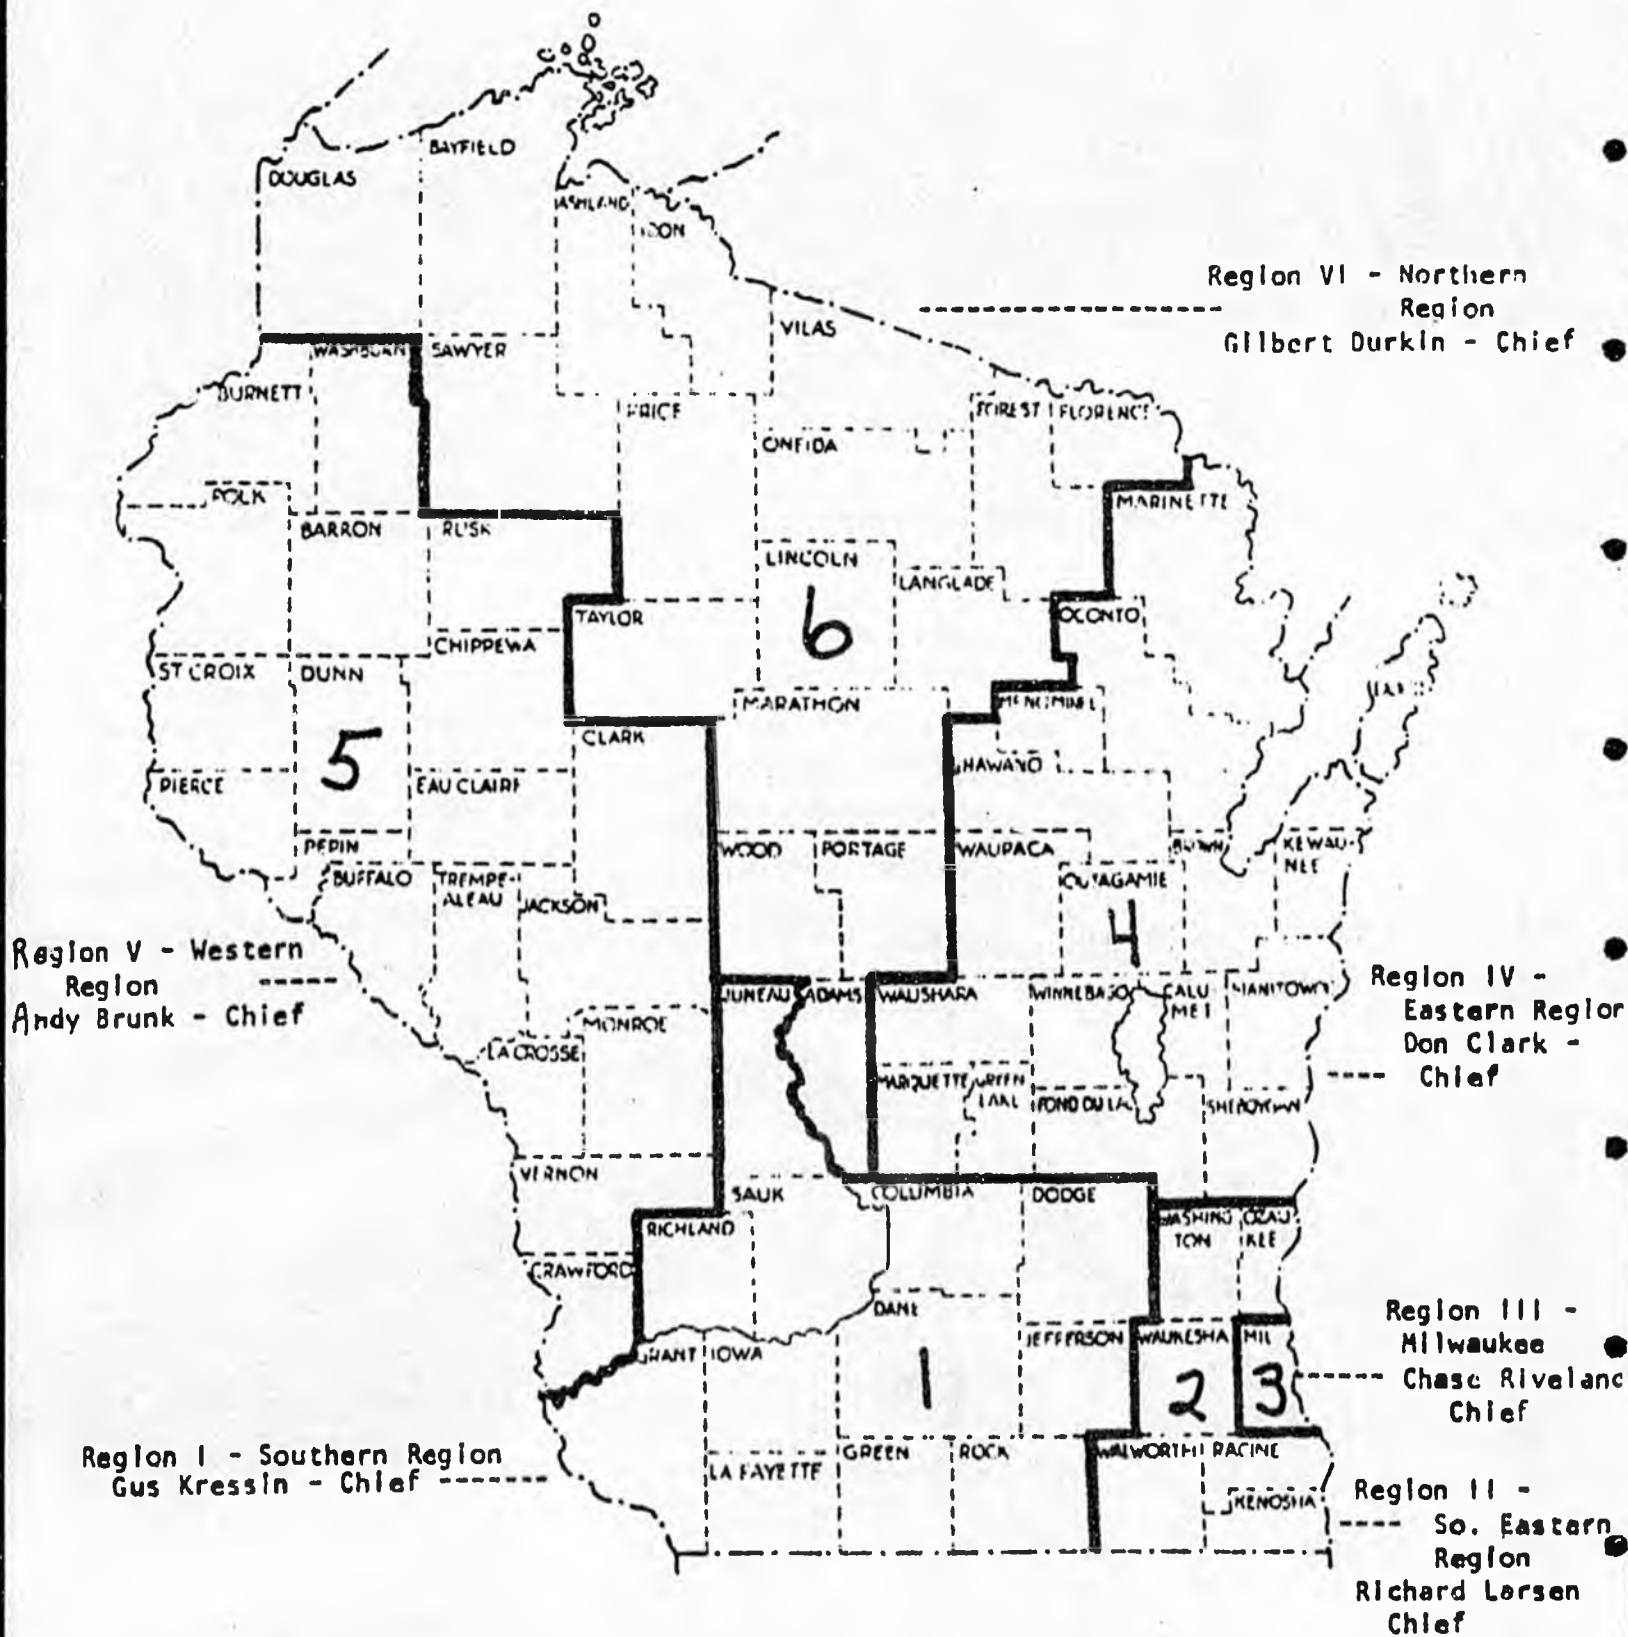 BAYFIELD
DOUGLAS
ASHLAND
IRON
Region VI - Northern
Region
Gilbert Durkin - Chief
VILAS
WASHBURN
SAWYER
BURNETT
PRICE
FOREST
FLORENCE
ONEIDA
POLK
MARINETTE
BARRON
RUSK
LINCOLN
LANGLADE
TAYLOR
6
OCONTO
CHIPPEWA
ST CROIX
DUNN
MARATHON
MENOMINEE
CLARK
5
SHAWANO
PIERCE
EAU CLAIRE
PEPIN
WOOD
PORTAGE
WAUPACA
BROWN
KEWAU-
NEE
BUFFALO
TREMPE-
ALEAU
JACKSON
OUTAGAMIE
4
Region V - Western
Region
Andy Brunk - Chief
JUNEAU
ADAMS
WAUSHARA
WINNEBAGO
CALU
MET
MANITOWOC
Region IV -
Eastern Region
Don Clark -
Chief
MONROE
LA CROSSE
MARQUETTE
GREEN
LAKE
FOND DU LAC
SHEBOYGAN
VERNON
SAUK
COLUMBIA
DODGE
RICHLAND
WASHING
TON
OZAU
KEE
CRAWFORD
DANE
Region III -
Milwaukee
Chase Riveland
Chief
GRANT
IOWA
JEFFERSON
WAUKESHA
MIL
1
2
3
Region I - Southern Region
Gus Kressin - Chief
LA FAYETTE
GREEN
ROCK
WALWORTH
RACINE
KENOSHA
Region II -
So. Eastern
Region
Richard Larsen
Chief